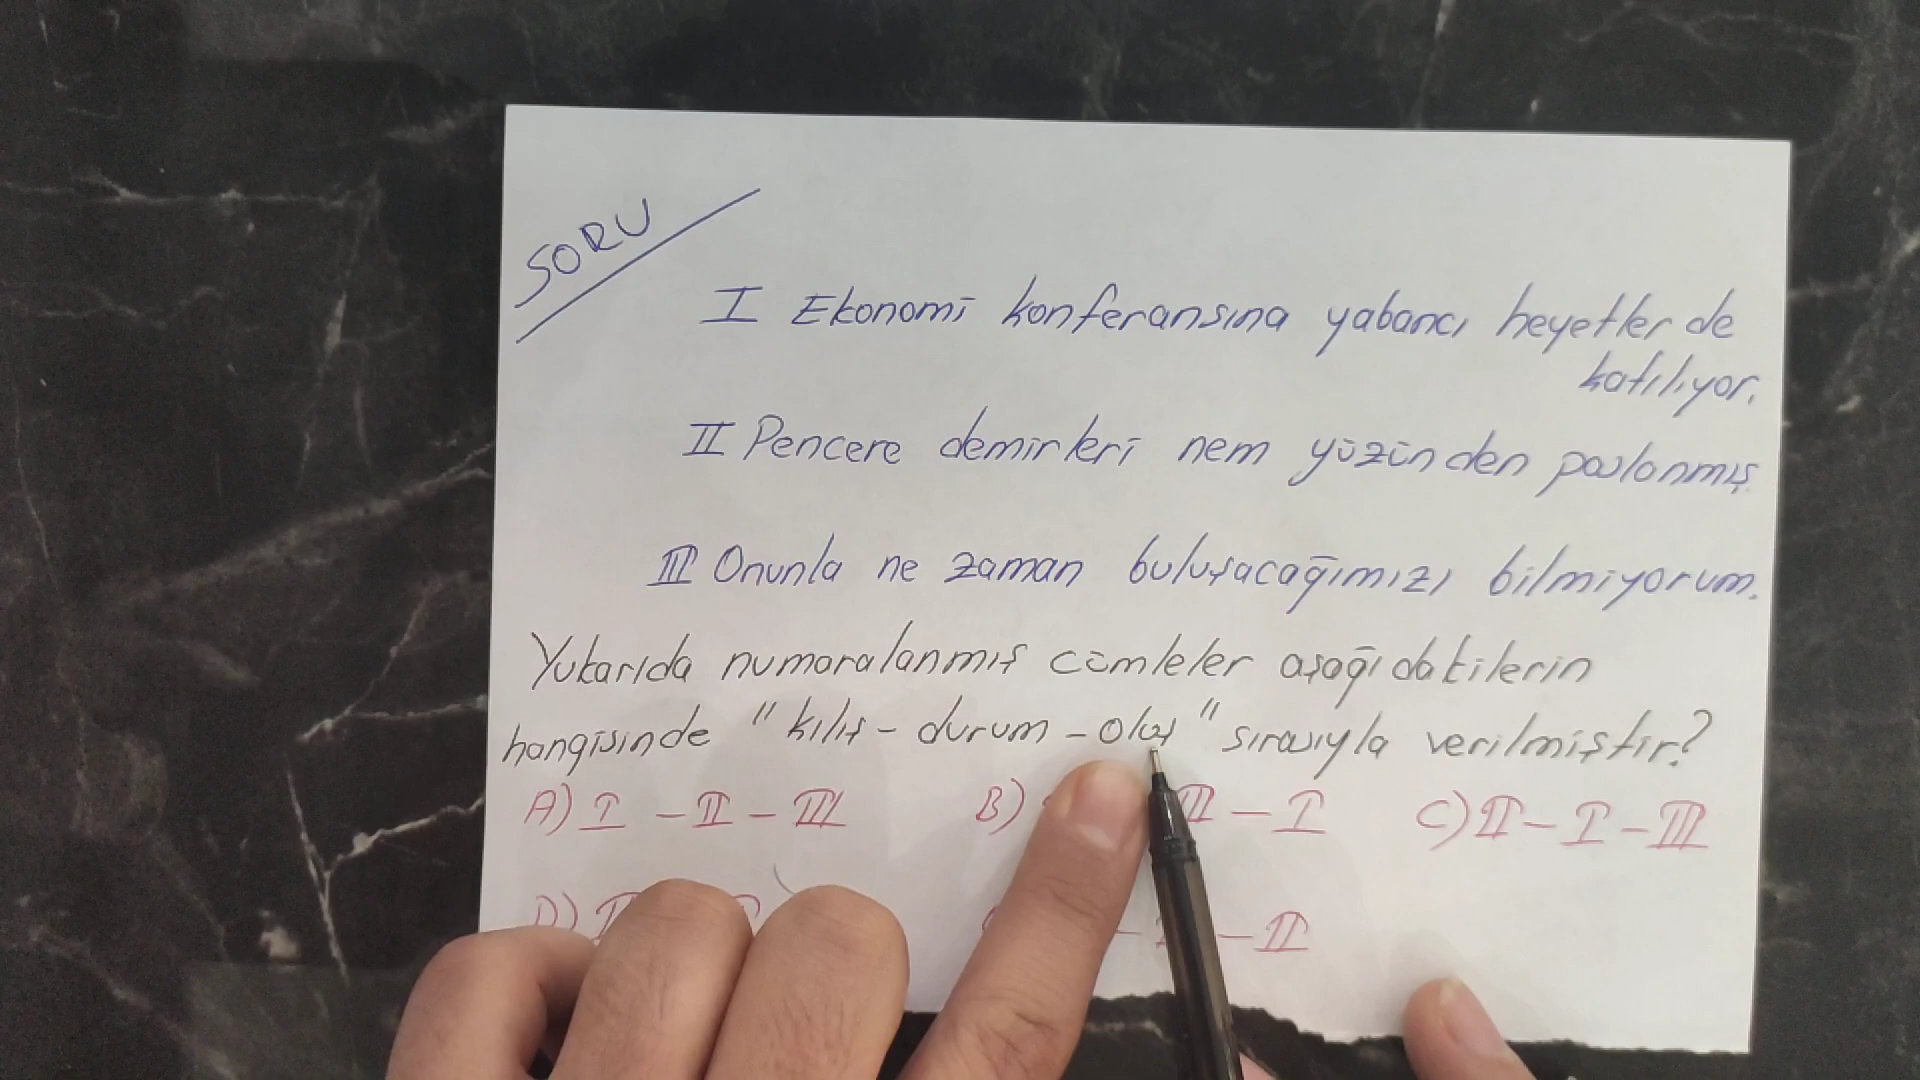 SORU
I Ekonomi konferansına yabancı heyetler de
katılıyor.
II Pencere demirleri nem yüzünden paslanmış.
III Onunla ne zaman buluşacağımızı bilmiyorum.
Yukarıda numaralanmış cümleler aşağıdakilerin
hangisinde "kılış - durum - oluş" sırasıyla verilmiştir?
A) I - II - III B) III - I C) II - I - III
D) - II